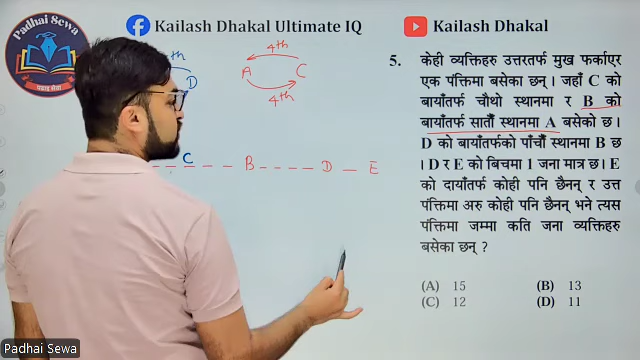 Padhai Sewa
पढाइ सेवा
Kailash Dhakal Ultimate IQ
Kailash Dhakal
th
D
4th
A C
4th
C - - - B - - - - D - E
5. केही व्यक्तिहरु उत्तरतर्फ मुख फर्काएर
एक पंक्तिमा बसेका छन्। जहाँ C को
बायाँतर्फ चौथो स्थानमा र B को
बायाँतर्फ सातौँ स्थानमा A बसेको छ।
D को बायाँतर्फको पाँचौँ स्थानमा B छ
। D र E को बिचमा 1 जना मात्र छ। E
को दायाँतर्फ कोही पनि छैनन् र उत्त
पंक्तिमा अरु कोही पनि छैनन् भने त्यस
पंक्तिमा जम्मा कति जना व्यक्तिहरु
बसेका छन् ?
(A) 15 (B) 13
(C) 12 (D) 11
Padhai Sewa